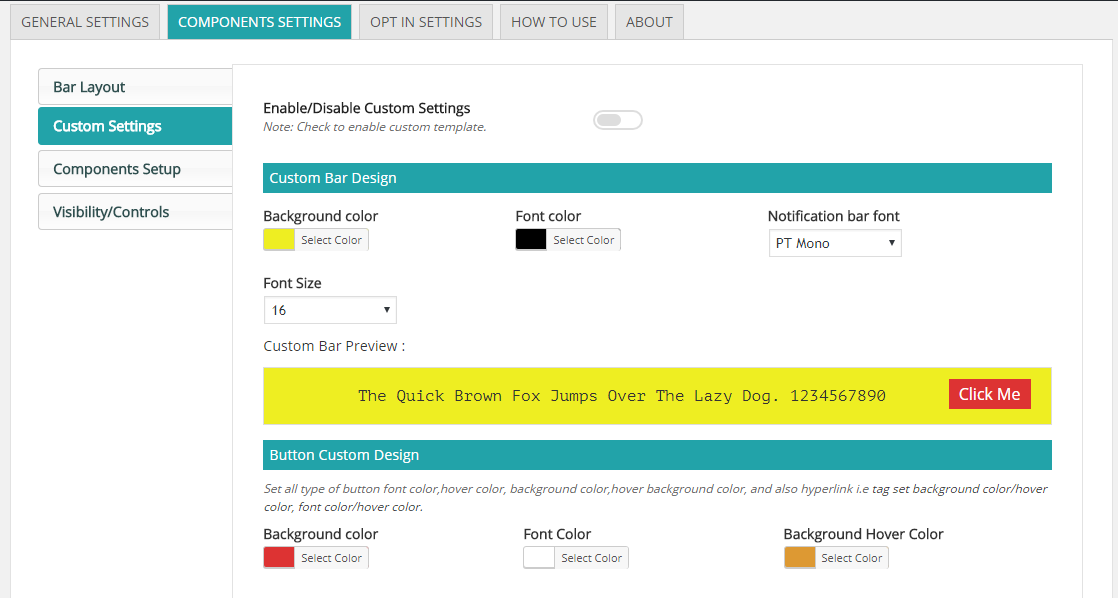 GENERAL SETTINGS COMPONENTS SETTINGS OPT IN SETTINGS HOW TO USE ABOUT
Bar Layout
Custom Settings
Components Setup
Visibility/Controls
Enable/Disable Custom Settings
Note: Check to enable custom template.
Custom Bar Design
Background color Font color Notification bar font
Select Color Select Color PT Mono
Font Size
16
Custom Bar Preview :
The Quick Brown Fox Jumps Over The Lazy Dog. 1234567890 Click Me
Button Custom Design
Set all type of button font color,hover color, background color,hover background color, and also hyperlink i.e tag set background color/hover
color, font color/hover color.
Background color Font Color Background Hover Color
Select Color Select Color Select Color